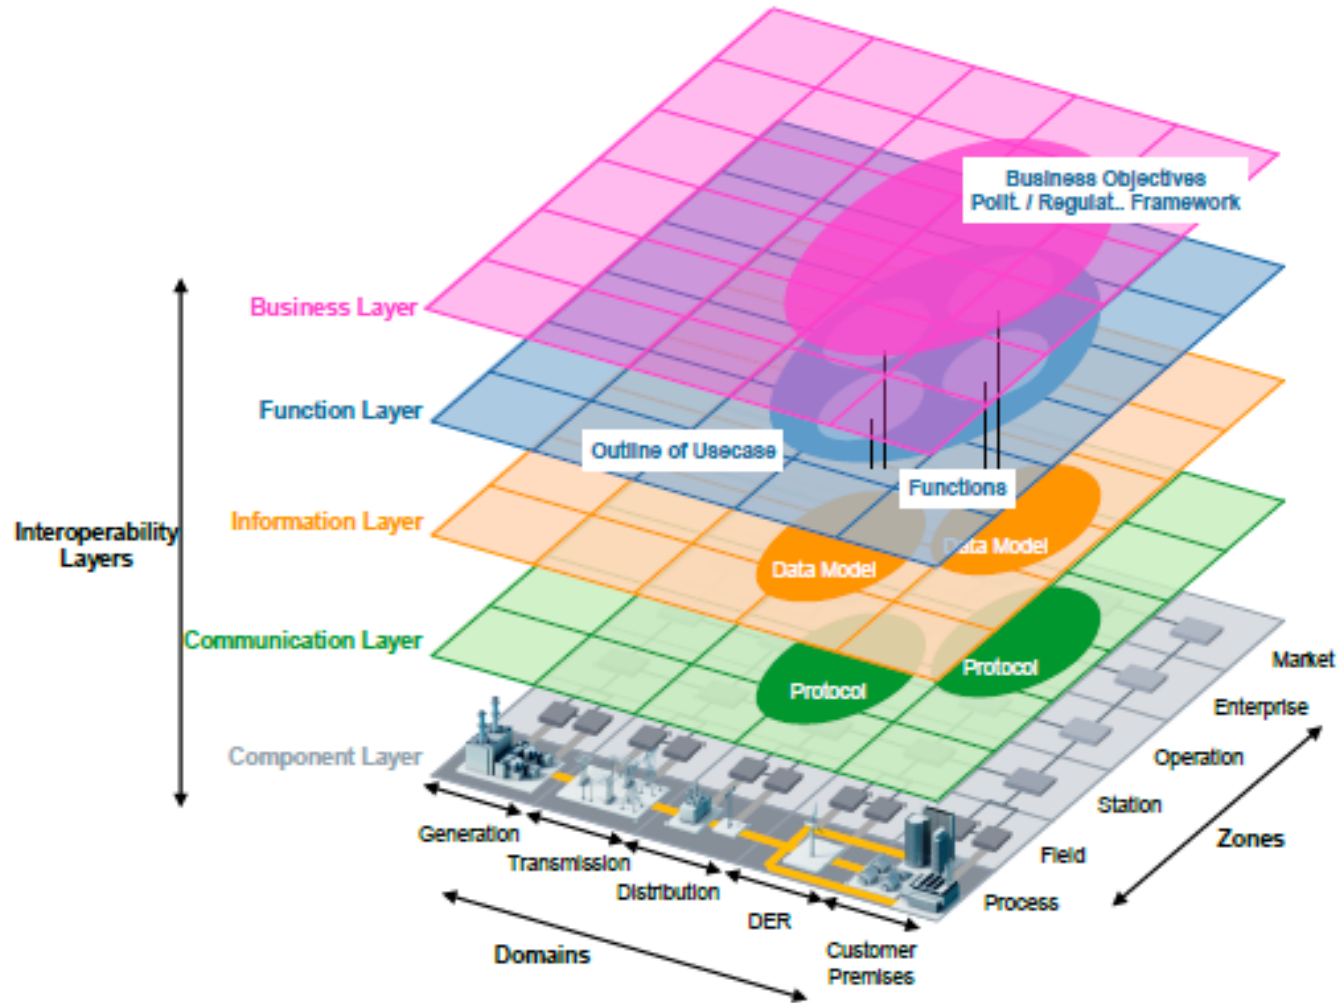 Business Objectives
Polit. / Regulat.. Framework
Business Layer
Function Layer
Outline of Usecase
Functions
Information Layer
Data Model
Data Model
Interoperability
Layers
Communication Layer
Protocol
Protocol
Component Layer
Market
Enterprise
Operation
Station
Field
Process
Zones
Generation
Transmission
Distribution
DER
Customer
Premises
Domains